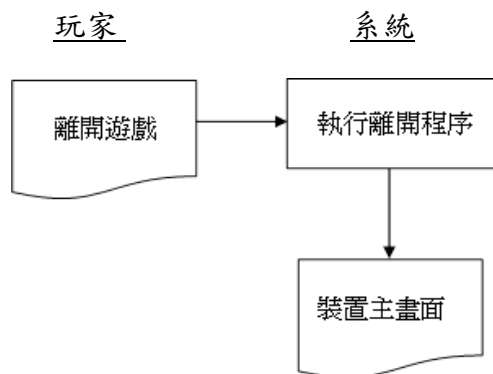 玩家
系統
離開遊戲
執行離開程序
裝置主畫面